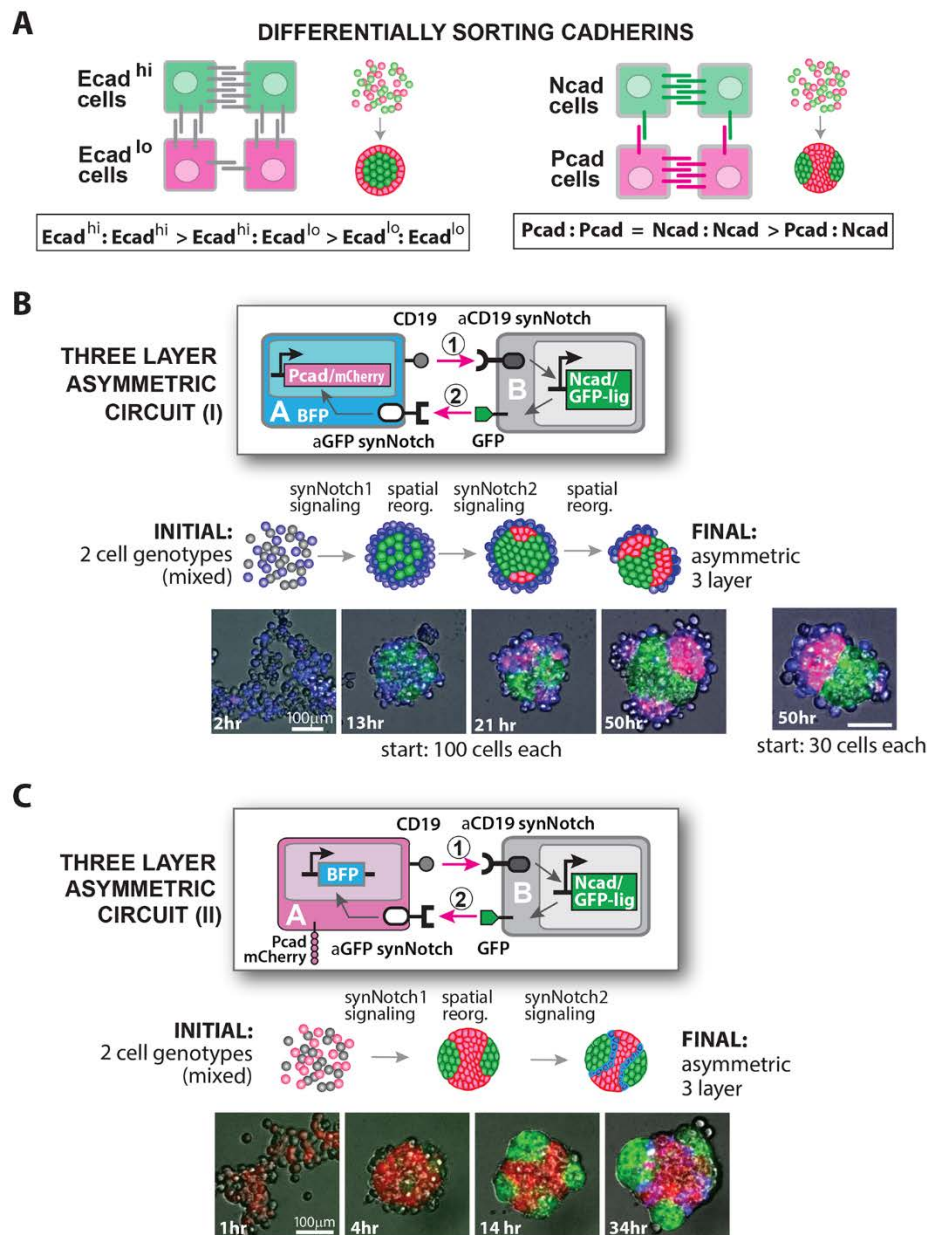 A
DIFFERENTIALLY SORTING CADHERINS
Ecad hi
cells
Ecad lo
cells
Ecad hi : Ecad hi > Ecad hi : Ecad lo > Ecad lo : Ecad lo
Ncad
cells
Pcad
cells
Pcad : Pcad = Ncad : Ncad > Pcad : Ncad
B
THREE LAYER
ASYMMETRIC
CIRCUIT (I)
CD19
aCD19 synNotch
1
Pcad/mCherry
B
Ncad/
GFP-lig
2
A BFP
aGFP synNotch
GFP
synNotch1
signaling
spatial
reorg.
synNotch2
signaling
spatial
reorg.
INITIAL:
2 cell genotypes
(mixed)
FINAL:
asymmetric
3 layer
2hr
100μm
13hr
21 hr
50hr
50hr
start: 100 cells each
start: 30 cells each
C
THREE LAYER
ASYMMETRIC
CIRCUIT (II)
CD19
aCD19 synNotch
1
BFP
B
Ncad/
GFP-lig
2
A
Pcad
mCherry
aGFP synNotch
GFP
synNotch1
signaling
spatial
reorg.
synNotch2
signaling
INITIAL:
2 cell genotypes
(mixed)
FINAL:
asymmetric
3 layer
1hr
100μm
4hr
14 hr
34hr